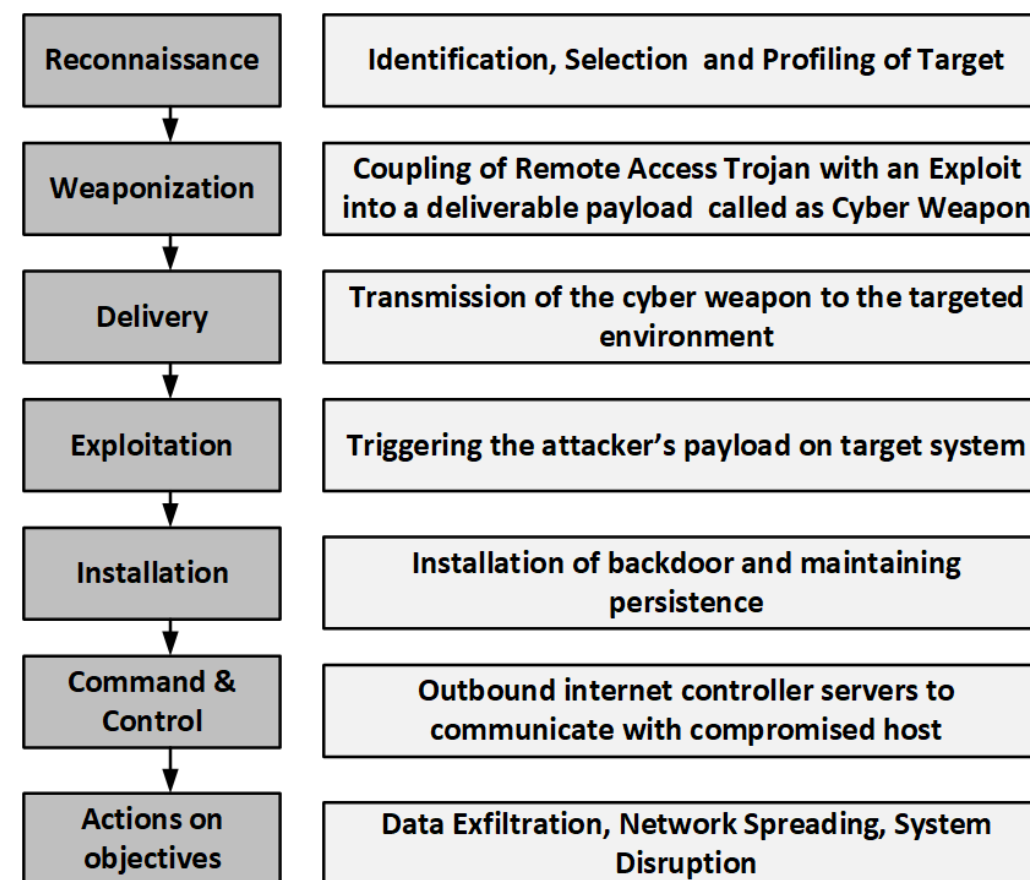 Reconnaissance
Identification, Selection and Profiling of Target
Weaponization
Coupling of Remote Access Trojan with an Exploit
into a deliverable payload called as Cyber Weapon
Delivery
Transmission of the cyber weapon to the targeted
environment
Exploitation
Triggering the attacker's payload on target system
Installation
Installation of backdoor and maintaining
persistence
Command &
Control
Outbound internet controller servers to
communicate with compromised host
Actions on
objectives
Data Exfiltration, Network Spreading, System
Disruption